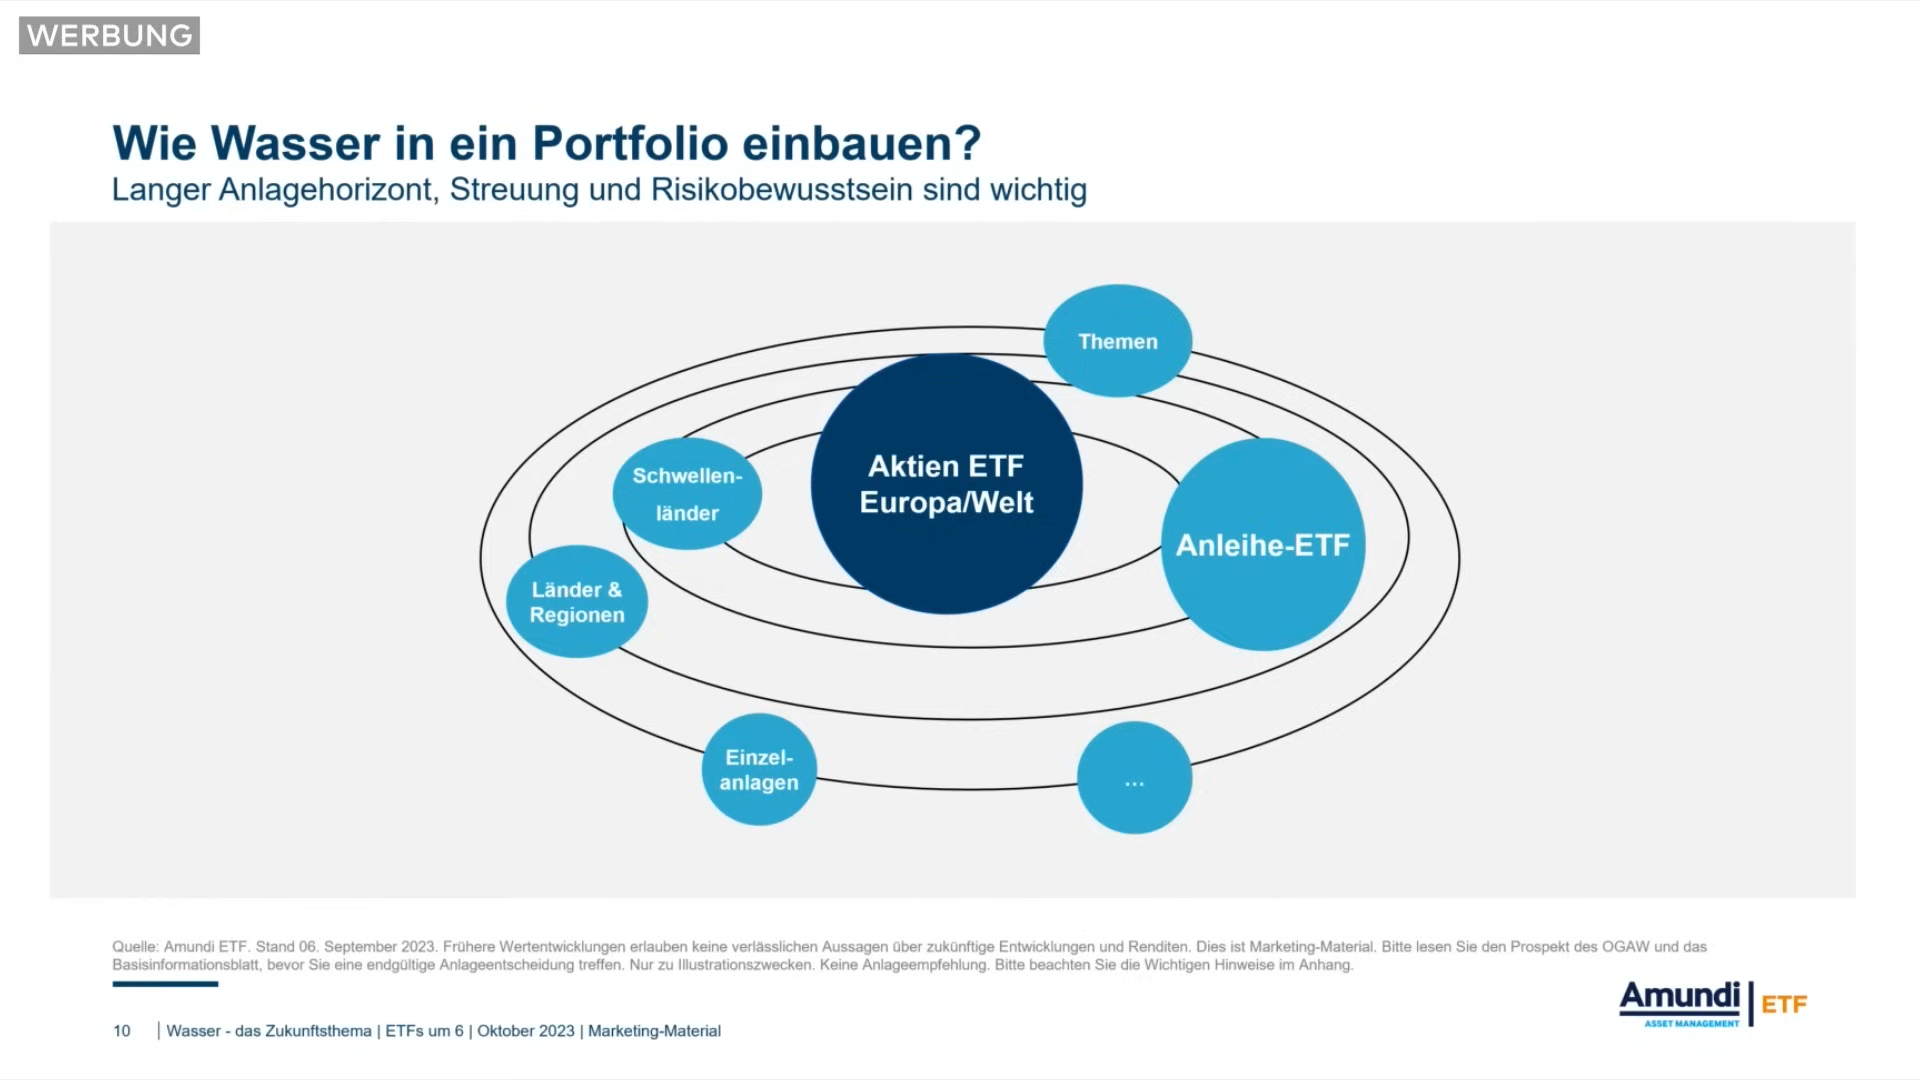 WERBUNG
Wie Wasser in ein Portfolio einbauen?
Langer Anlagehorizont, Streuung und Risikobewusstsein sind wichtig
Themen
Aktien ETF
Europa/Welt
Schwellen-
länder
Anleihe-ETF
Länder &
Regionen
Einzel-
anlagen
...
Quelle: Amundi ETF. Stand 06. September 2023. Frühere Wertentwicklungen erlauben keine verlässlichen Aussagen über zukünftige Entwicklungen und Renditen. Dies ist Marketing-Material. Bitte lesen Sie den Prospekt des OGAW und das
Basisinformationsblatt, bevor Sie eine endgültige Anlageentscheidung treffen. Nur zu Illustrationszwecken. Keine Anlageempfehlung. Bitte beachten Sie die Wichtigen Hinweise im Anhang.
Amundi | ETF
ASSET MANAGEMENT
10 | Wasser - das Zukunftsthema | ETFs um 6 | Oktober 2023 | Marketing-Material